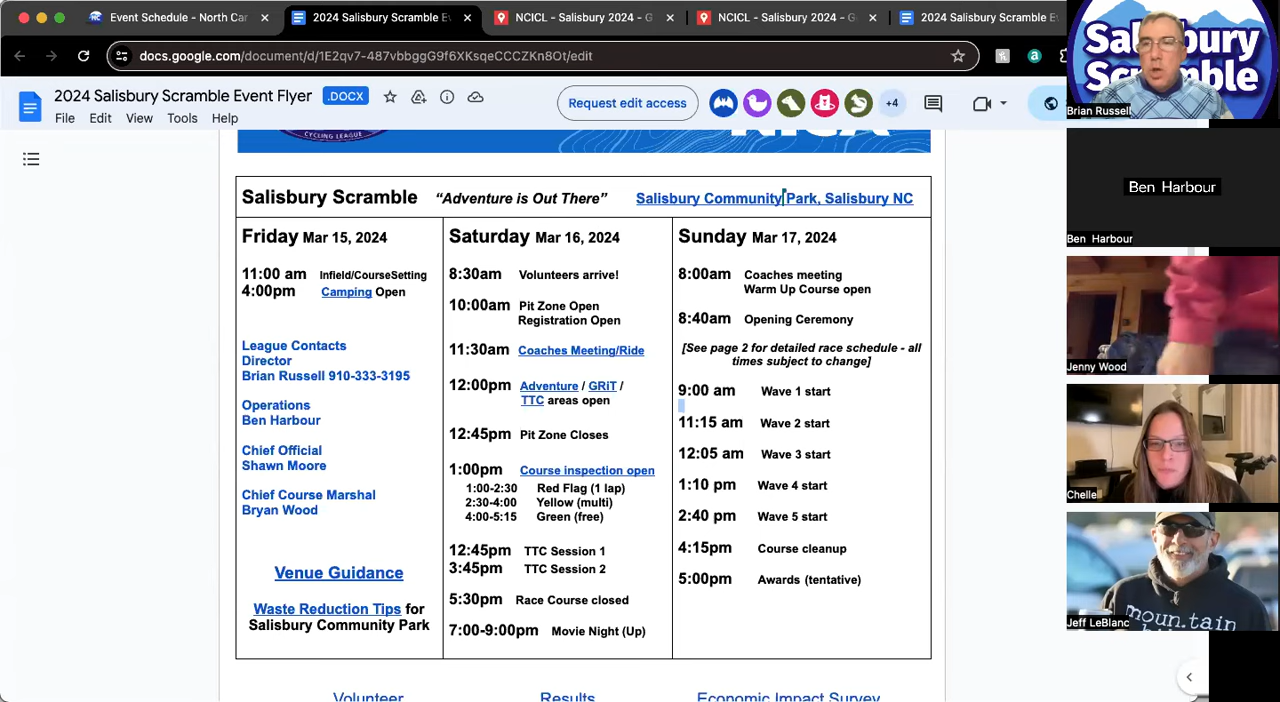 Event Schedule - North Car
2024 Salisbury Scramble Ev
NCICL - Salisbury 2024 - G
NCICL - Salisbury 2024 - G
2024 Salisbury Scramble E
docs.google.com/document/d/1E2qv7-487vbbggG9f6XKsqeCCCZKn8Ot/edit
2024 Salisbury Scramble Event Flyer
.DOCX
File Edit View Tools Help
Request edit access
+4
CYCLING LEAGUE
NICA
Salisbury Scramble “Adventure is Out There” Salisbury Community Park, Salisbury NC
Friday Mar 15, 2024
11:00 am Infield/CourseSetting
4:00pm Camping Open
League Contacts
Director
Brian Russell 910-333-3195
Operations
Ben Harbour
Chief Official
Shawn Moore
Chief Course Marshal
Bryan Wood
Venue Guidance
Waste Reduction Tips for
Salisbury Community Park
Saturday Mar 16, 2024
8:30am Volunteers arrive!
10:00am Pit Zone Open
Registration Open
11:30am Coaches Meeting/Ride
12:00pm Adventure / GRiT /
TTC areas open
12:45pm Pit Zone Closes
1:00pm Course inspection open
1:00-2:30 Red Flag (1 lap)
2:30-4:00 Yellow (multi)
4:00-5:15 Green (free)
12:45pm TTC Session 1
3:45pm TTC Session 2
5:30pm Race Course closed
7:00-9:00pm Movie Night (Up)
Sunday Mar 17, 2024
8:00am Coaches meeting
Warm Up Course open
8:40am Opening Ceremony
[See page 2 for detailed race schedule - all
times subject to change]
9:00 am Wave 1 start
11:15 am Wave 2 start
12:05 am Wave 3 start
1:10 pm Wave 4 start
2:40 pm Wave 5 start
4:15pm Course cleanup
5:00pm Awards (tentative)
Volunteer Results Economic Impact Survey
Salisbury
Scramble
Brian Russell
Ben Harbour
Ben Harbour
Jenny Wood
Chelle
moun.tain
Jeff LeBlanc